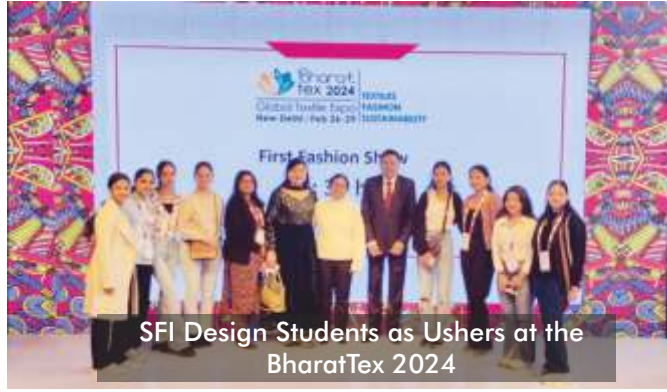 Bharat
Tex 2024
Global Textile Expo
New Delhi / Feb 26-29
TEXTILES
FASHION
SUSTAINABILITY
First Fashion Show
SFI Design Students as Ushers at the
BharatTex 2024